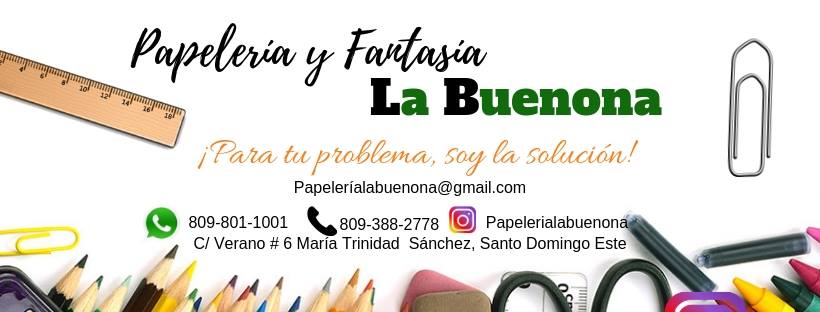 Papelería y Fantasía
La Buenona
¡Para tu problema, soy la solución!
Papeleríalabuenona@gmail.com
809-801-1001 809-388-2778 Papelerialabuenona
C/ Verano # 6 María Trinidad Sánchez, Santo Domingo Este